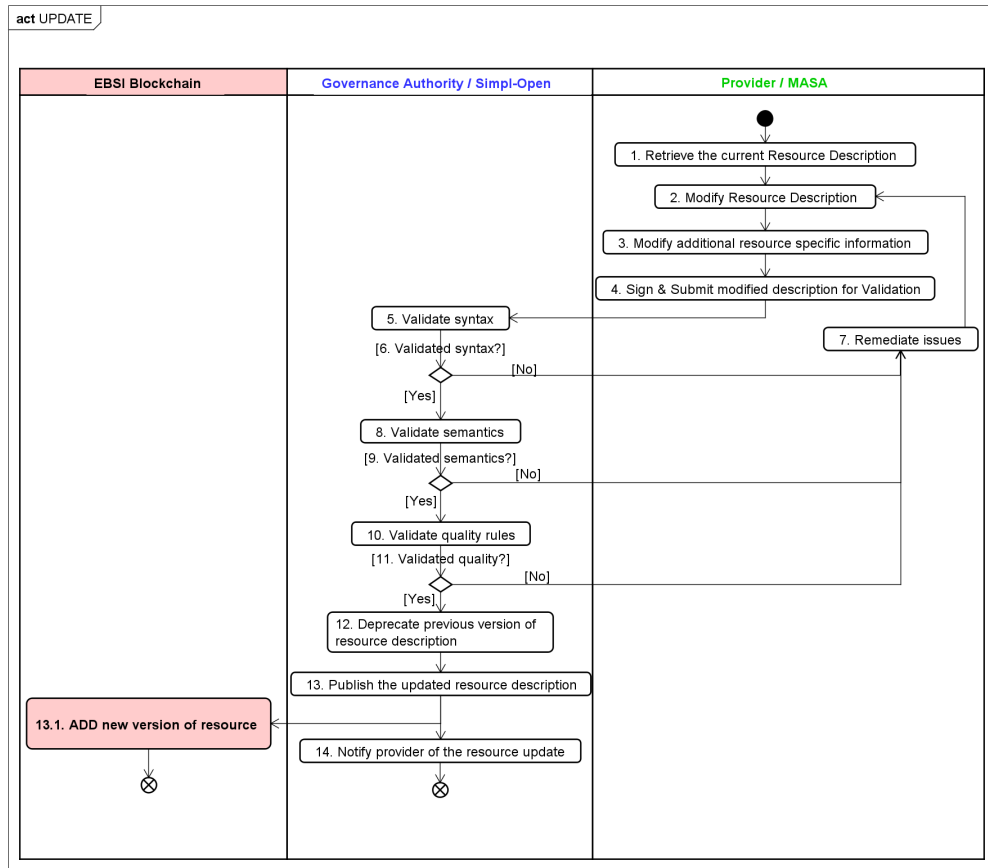 act UPDATE
EBSI Blockchain
Governance Authority / Simpl-Open
Provider / MASA
1. Retrieve the current Resource Description
2. Modify Resource Description
3. Modify additional resource specific information
4. Sign & Submit modified description for Validation
5. Validate syntax
7. Remediate issues
[6. Validated syntax?]
[No]
[Yes]
8. Validate semantics
[9. Validated semantics?]
[No]
[Yes]
10. Validate quality rules
[11. Validated quality?]
[No]
[Yes]
12. Deprecate previous version of
resource description
13. Publish the updated resource description
13.1. ADD new version of resource
14. Notify provider of the resource update